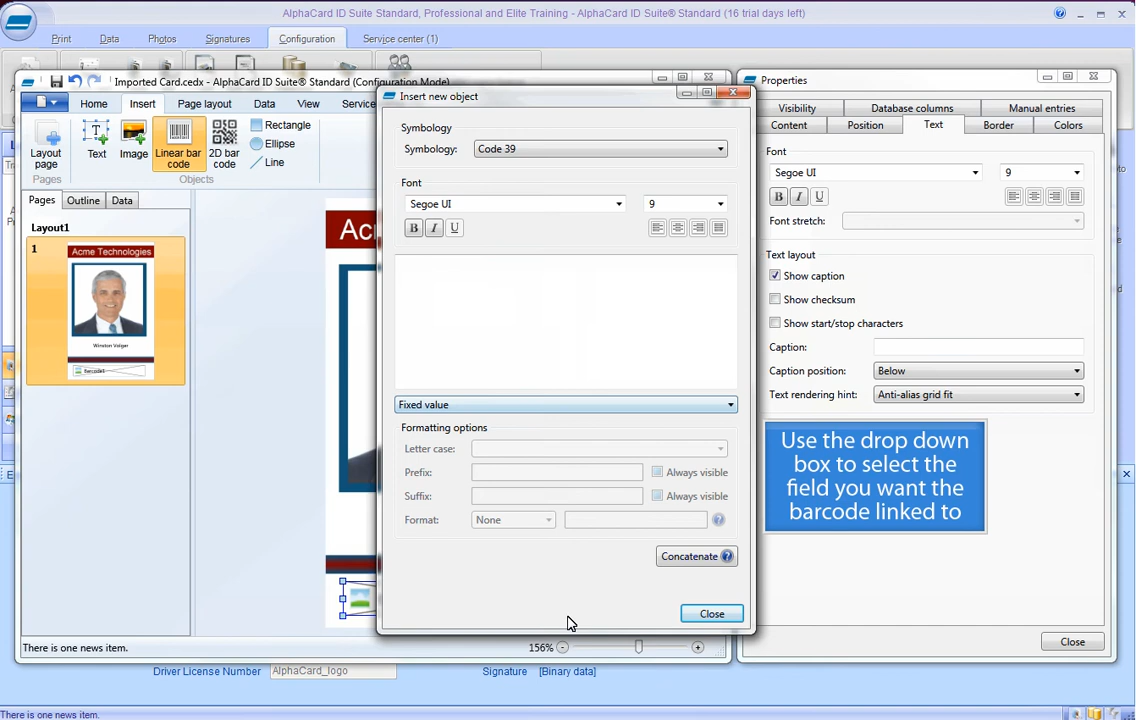 AlphaCard ID Suite Standard, Professional and Elite Training - AlphaCard ID Suite® Standard (16 trial days left)
Print Data Photos Signatures Configuration Service center (1)
Imported Card.cedx - AlphaCard ID Suite® Standard (Configuration Mode)
Home Insert Page layout Data View Service
Layout page
Text
Image
Linear bar code
2D bar code
Rectangle
Ellipse
Line
Pages
Objects
Pages Outline Data
Layout1
1
Acme Technologies
Winston Volger
Barcode1
Ac
There is one news item.
156%
Insert new object
Symbology
Symbology: Code 39
Font
Segoe UI 9
B I U
Fixed value
Formatting options
Letter case:
Prefix: Always visible
Suffix: Always visible
Format: None
Concatenate
Close
Properties
Visibility Database columns Manual entries
Content Position Text Border Colors
Font
Segoe UI 9
B I U
Font stretch:
Text layout
Show caption
Show checksum
Show start/stop characters
Caption:
Caption position: Below
Text rendering hint: Anti-alias grid fit
Use the drop down
box to select the
field you want the
barcode linked to
Close
Driver License Number AlphaCard_logo Signature [Binary data]
There is one news item.